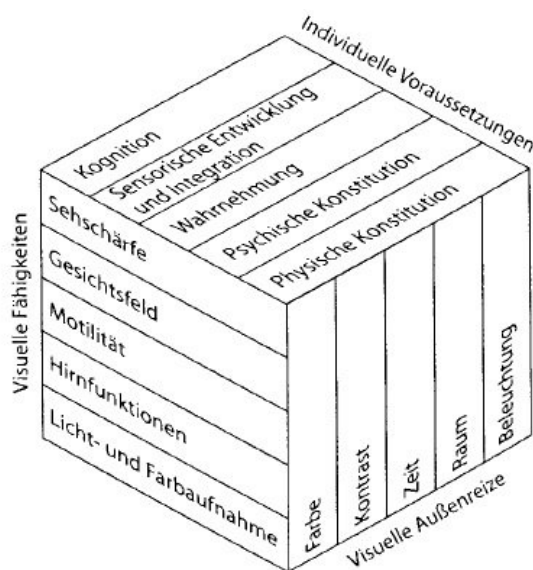 Individuelle Voraussetzungen
Kognition
Sensorische Entwicklung
und Integration
Wahrnehmung
Psychische Konstitution
Physische Konstitution
Visuelle Fähigkeiten
Sehschärfe
Gesichtsfeld
Motilität
Hirnfunktionen
Licht- und Farbaufnahme
Farbe
Kontrast
Zeit
Raum
Beleuchtung
Visuelle Außenreize